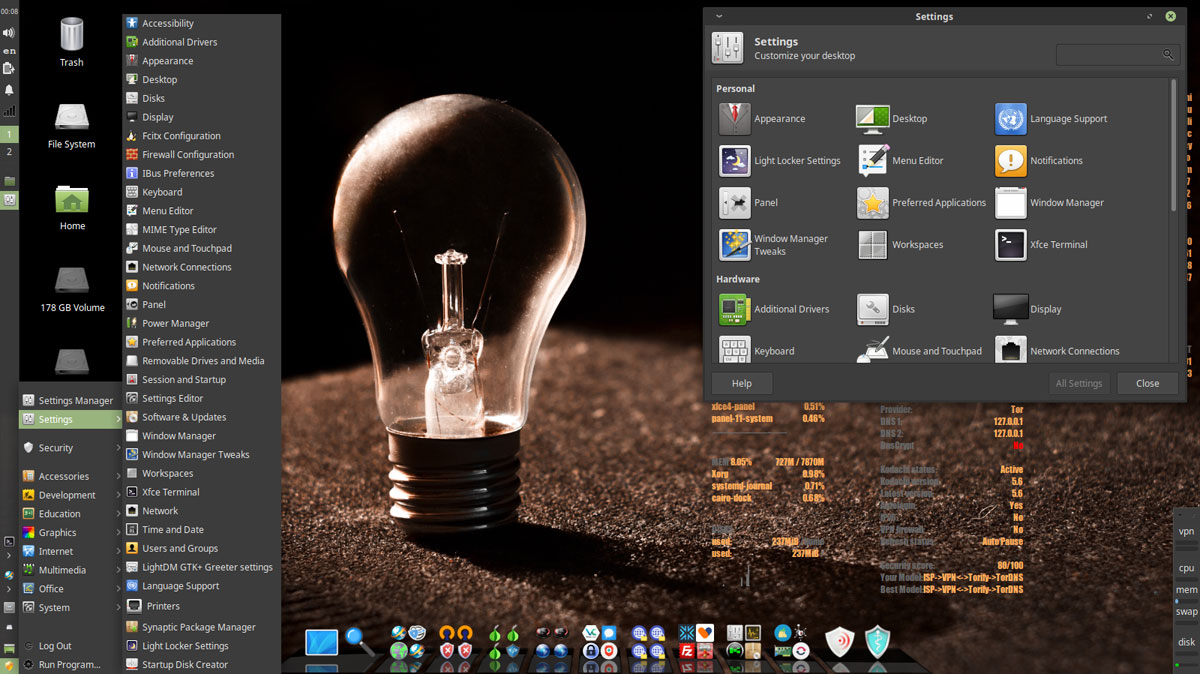 00:08
en
1
2
Trash
File System
Home
178 GB Volume
Settings Manager
Settings
Security
Accessories
Development
Education
Graphics
Internet
Multimedia
Office
System
Log Out
Run Program...
Accessibility
Additional Drivers
Appearance
Desktop
Disks
Display
Fcitx Configuration
Firewall Configuration
IBus Preferences
Keyboard
Menu Editor
MIME Type Editor
Mouse and Touchpad
Network Connections
Notifications
Panel
Power Manager
Preferred Applications
Removable Drives and Media
Session and Startup
Settings Editor
Software & Updates
Window Manager
Window Manager Tweaks
Workspaces
Xfce Terminal
Network
Time and Date
Users and Groups
LightDM GTK+ Greeter settings
Language Support
Printers
Synaptic Package Manager
Light Locker Settings
Startup Disk Creator
Settings
Settings
Customize your desktop
Personal
Appearance
Desktop
Language Support
Light Locker Settings
Menu Editor
Notifications
Panel
Preferred Applications
Window Manager
Window Manager
Tweaks
Workspaces
Xfce Terminal
Hardware
Additional Drivers
Disks
Display
Keyboard
Mouse and Touchpad
Network Connections
Help
All Settings
Close
xfce4-panel 0.51%
panel-11-system 0.46%
MEM 8.05% 727M / 7870M
Xorg 0.98%
systemd-journal 0.71%
cairo-dock 0.68%
used: 237MiB
used: 237MiB
Provider: Tor
DNS 1: 127.0.0.1
DNS 2: 127.0.0.1
DnsCrypt No
Kodachi status: Active
Kodachi version: 5.6
Latest version: 5.6
Yes
No
VPN firewall: No
Auto Pause
Security score: 80/100
Your Model: ISP->VPN<->Torify->TorDNS
Best Model: ISP->VPN<->Torify->TorDNS
vpn
cpu
mem
swap
disk